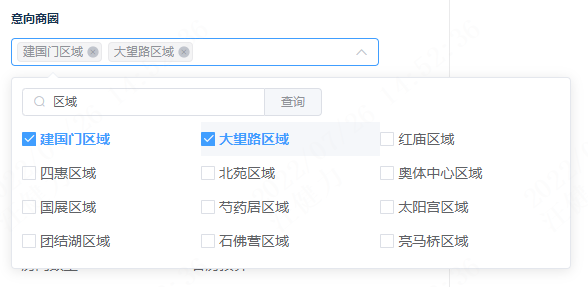 意向商圈
建国门区域 大望路区域
区域 查询
建国门区域 大望路区域 红庙区域
四惠区域 北苑区域 奥体中心区域
国展区域 芍药居区域 太阳宫区域
团结湖区域 石佛营区域 亮马桥区域